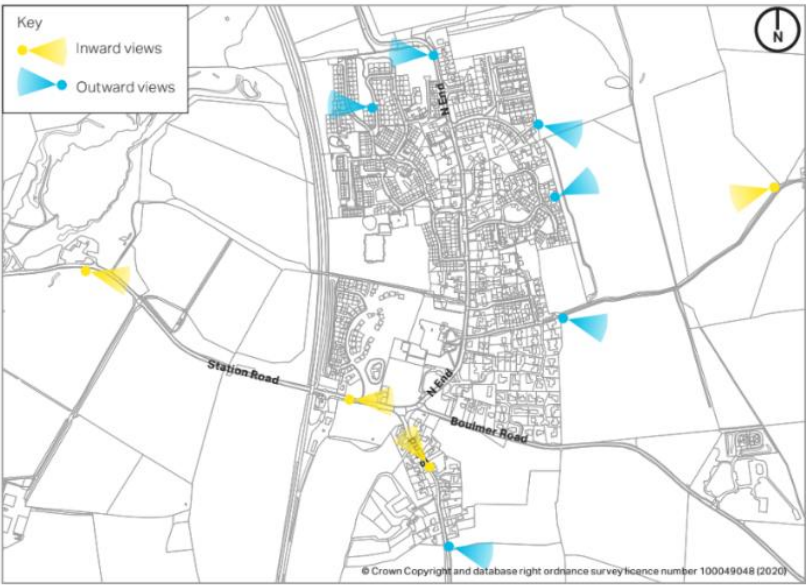 Key
Inward views
Outward views
N
N End
Station Road
N End
Boulmer Road
© Crown Copyright and database right ordnance survey licence number 100049048 (2020)